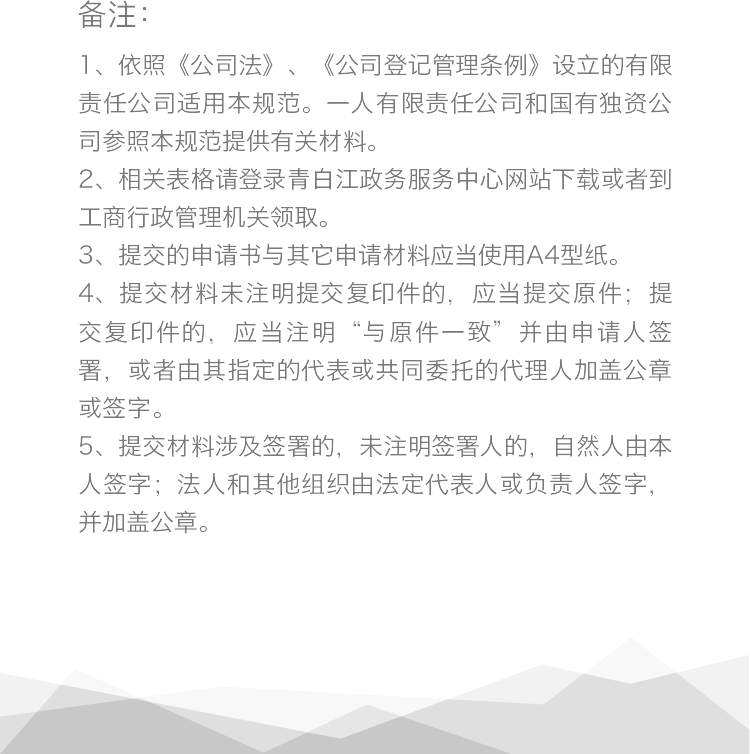 备注：
1、依照《公司法》、《公司登记管理条例》设立的有限
责任公司适用本规范。一人有限责任公司和国有独资公
司参照本规范提供有关材料。
2、相关表格请登录青白江政务服务中心网站下载或者到
工商行政管理机关领取。
3、提交的申请书与其它申请材料应当使用A4型纸。
4、提交材料未注明提交复印件的，应当提交原件；提
交复印件的，应当注明“与原件一致”并由申请人签
署，或者由其指定的代表或共同委托的代理人加盖公章
或签字。
5、提交材料涉及签署的，未注明签署人的，自然人由本
人签字；法人和其他组织由法定代表人或负责人签字，
并加盖公章。